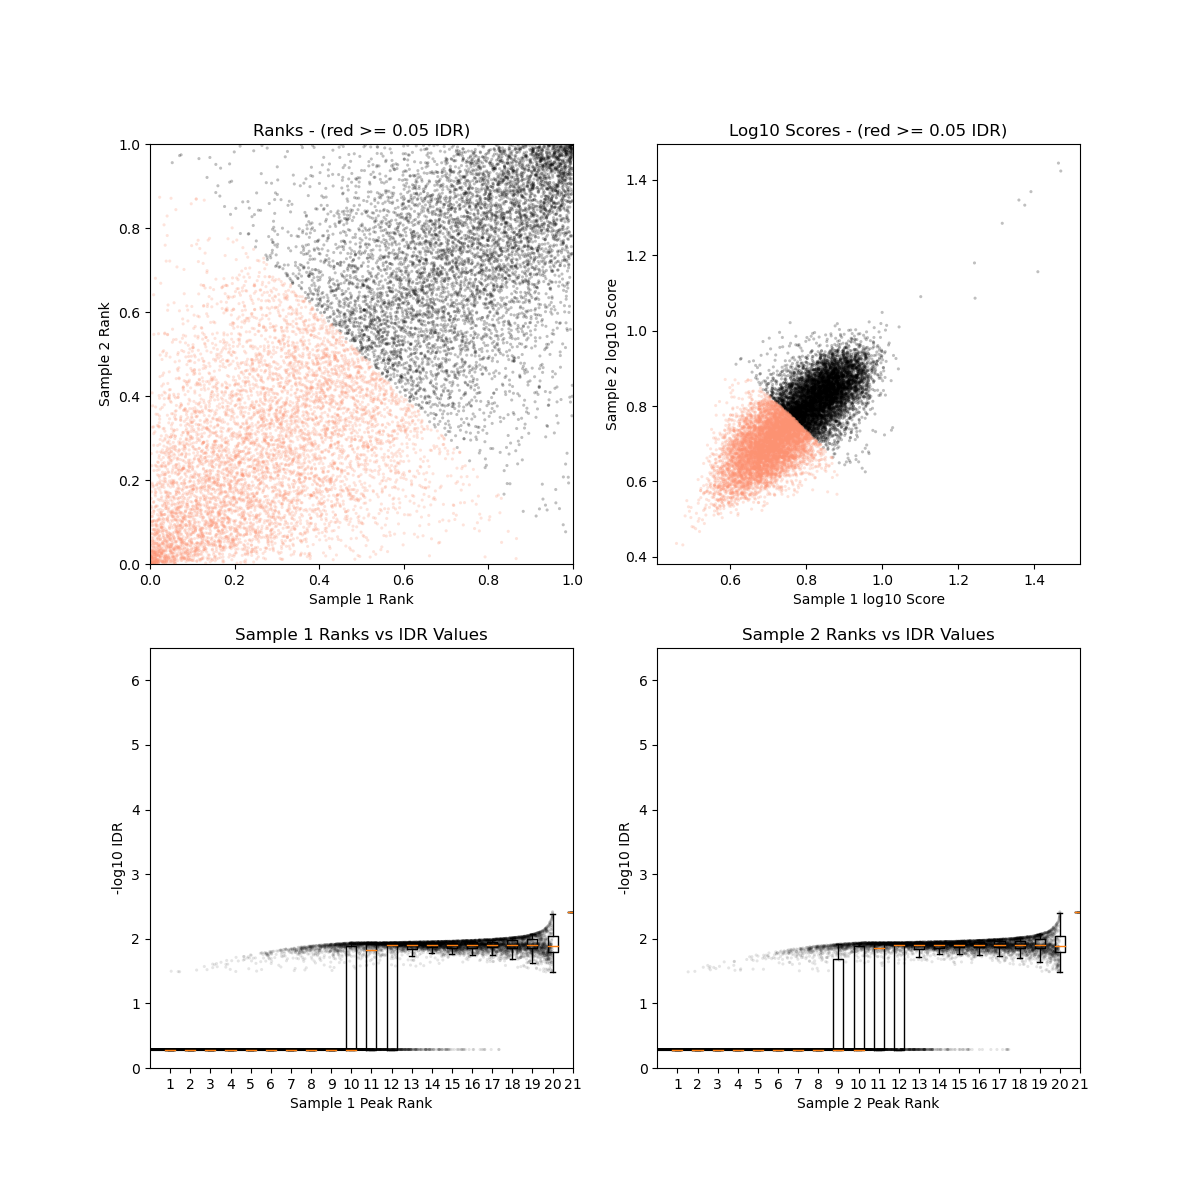 Ranks - (red >= 0.05 IDR)
1.0
0.8
0.6
0.4
0.2
0.0
Sample 2 Rank
0.0 0.2 0.4 0.6 0.8 1.0
Sample 1 Rank
Log10 Scores - (red >= 0.05 IDR)
1.4
1.2
1.0
0.8
0.6
0.4
Sample 2 log10 Score
0.6 0.8 1.0 1.2 1.4
Sample 1 log10 Score
Sample 1 Ranks vs IDR Values
6
5
4
3
2
1
0
-log10 IDR
1 2 3 4 5 6 7 8 9 10 11 12 13 14 15 16 17 18 19 20 21
Sample 1 Peak Rank
Sample 2 Ranks vs IDR Values
6
5
4
3
2
1
0
-log10 IDR
1 2 3 4 5 6 7 8 9 10 11 12 13 14 15 16 17 18 19 20 21
Sample 2 Peak Rank